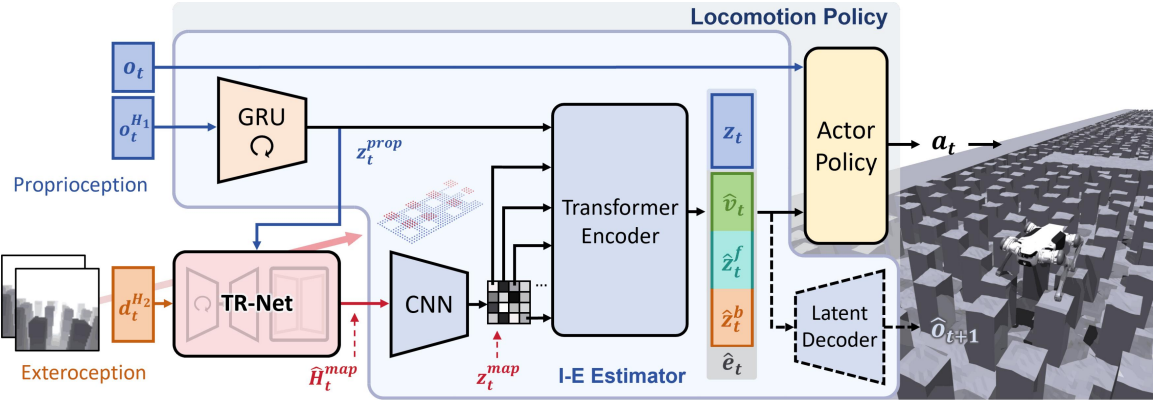 Locomotion Policy
o_t
o_t^{H_1}
GRU
z_t^{prop}
Proprioception
Actor
Policy
a_t
z_t
v̂_t
ẑ_t^f
ẑ_t^b
ê_t
Transformer
Encoder
TR-Net
d_t^{H_2}
CNN
...
Latent
Decoder
ô_{t+1}
Exteroception
Ĥ_t^{map}
z_t^{map}
I-E Estimator